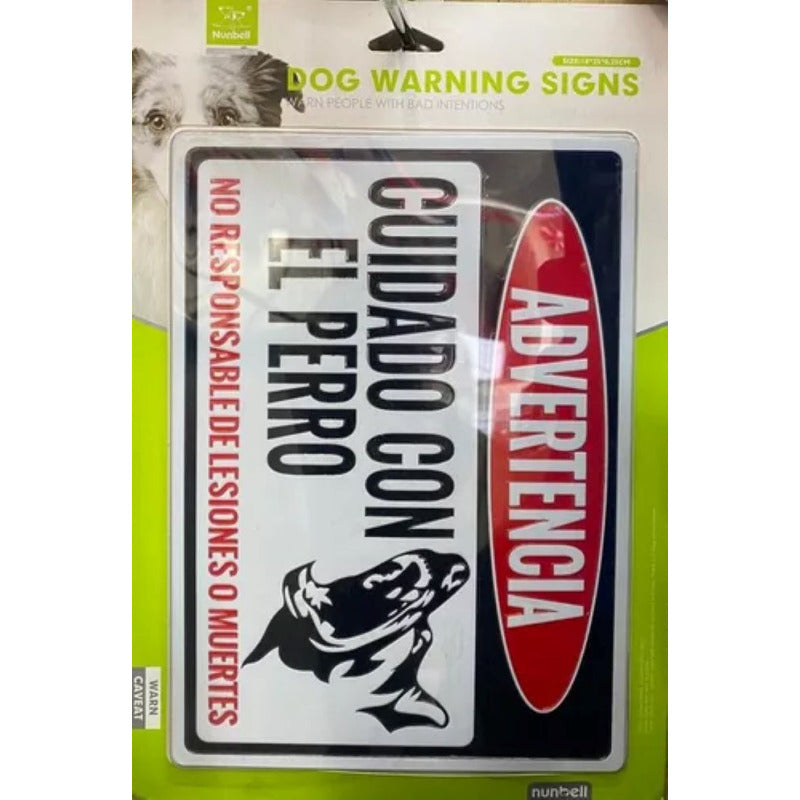 Nunbell
DOG WARNING SIGNS
WARN PEOPLE WITH BAD INTENTIONS
ADVERTENCIA
CUIDADO CON
EL PERRO
NO RESPONSABLE DE LESIONES O MUERTES
WARN
CAVEAT
nunbell